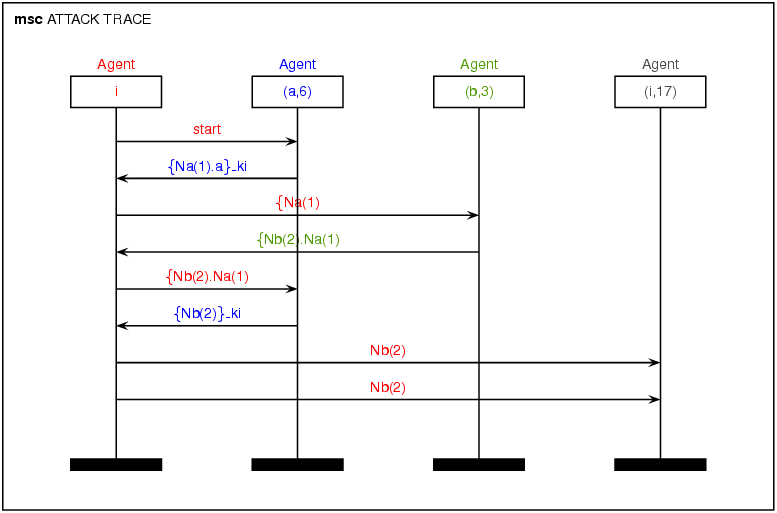 msc ATTACK TRACE
Agent Agent Agent Agent
i (a,6) (b,3) (i,17)
start
{Na(1).a}_ki
{Na(1)
{Nb(2).Na(1)
{Nb(2).Na(1)
{Nb(2)}_ki
Nb(2)
Nb(2)